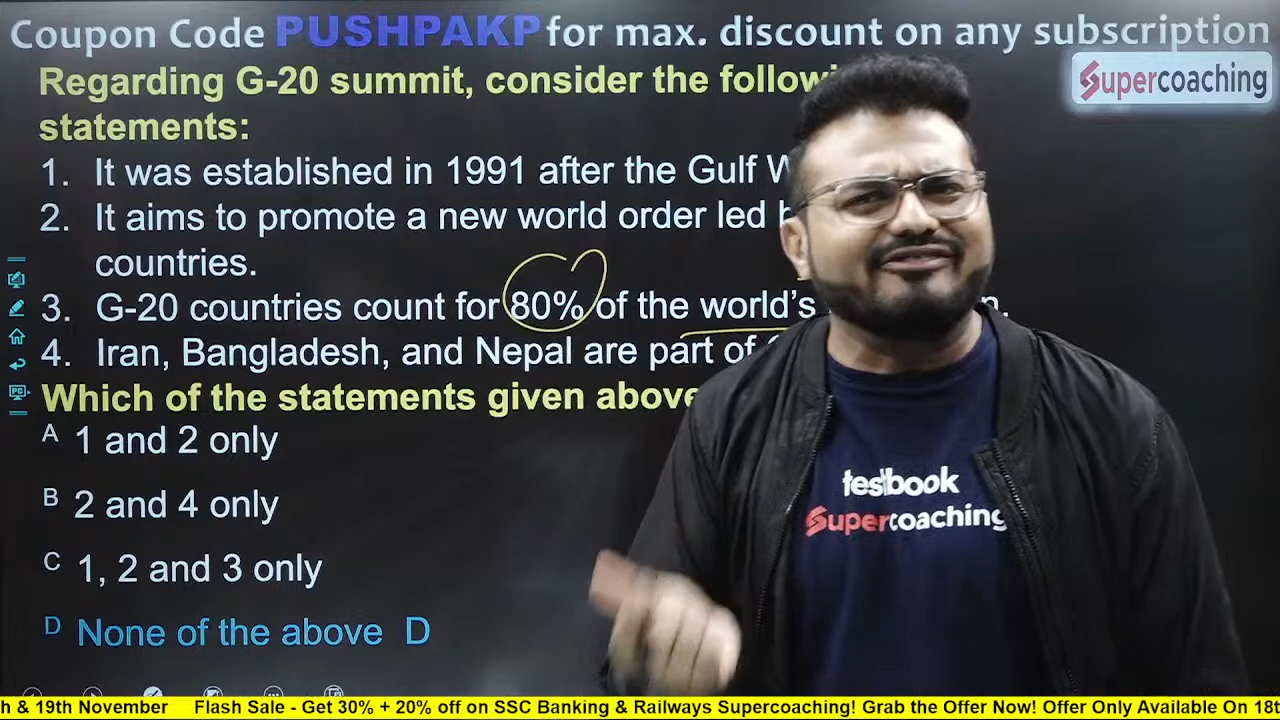 Coupon Code PUSHPAKP for max. discount on any subscription
Supercoaching
Regarding G-20 summit, consider the
statements:
1. It was established in 1991 after the Gulf
2. It aims to promote a new world order led
countries.
3. G-20 countries count for 80% of the world's
4. Iran, Bangladesh, and Nepal are part of
Which of the statements given above
A 1 and 2 only
B 2 and 4 only
C 1, 2 and 3 only
D None of the above D
testbook
Supercoaching
& 19th November Flash Sale - Get 30% + 20% off on SSC Banking & Railways Supercoaching! Grab the Offer Now! Offer Only Available On